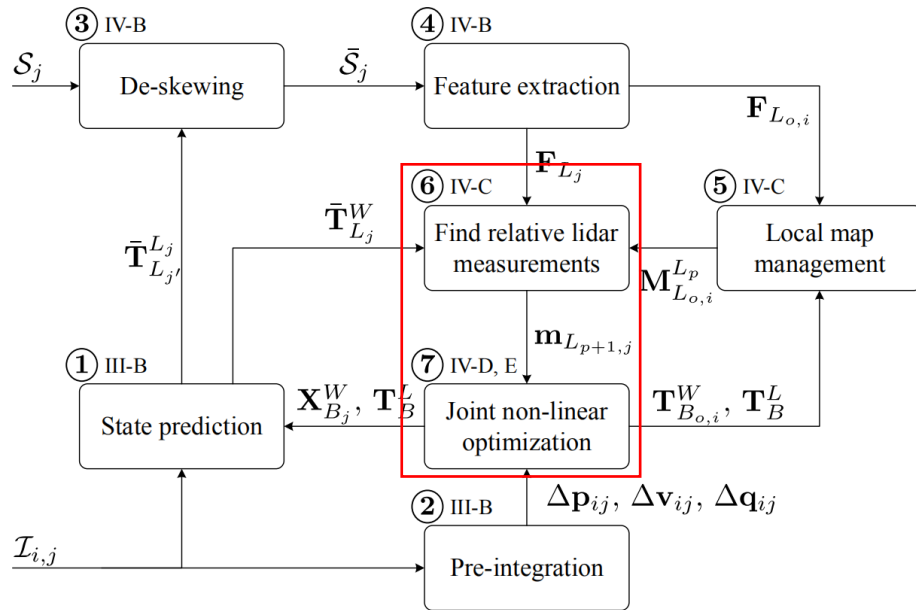 ③ IV-B
④ IV-B
𝒮_j
De-skewing
𝒮̄_j
Feature extraction
𝐅_{L_{o,i}}
𝐅_{L_j}
⑥ IV-C
⑤ IV-C
𝐓̄^W_{L_j}
Find relative lidar
measurements
Local map
management
𝐓̄^{L_j}_{L_{j'}}
𝐌^{L_p}_{L_{o,i}}
𝐦_{L_{p+1,j}}
① III-B
⑦ IV-D, E
𝐗^W_{B_j}, 𝐓^L_B
𝐓^W_{B_{o,i}}, 𝐓^L_B
State prediction
Joint non-linear
optimization
② III-B
Δ𝐩_{ij}, Δ𝐯_{ij}, Δ𝐪_{ij}
ℐ_{i,j}
Pre-integration